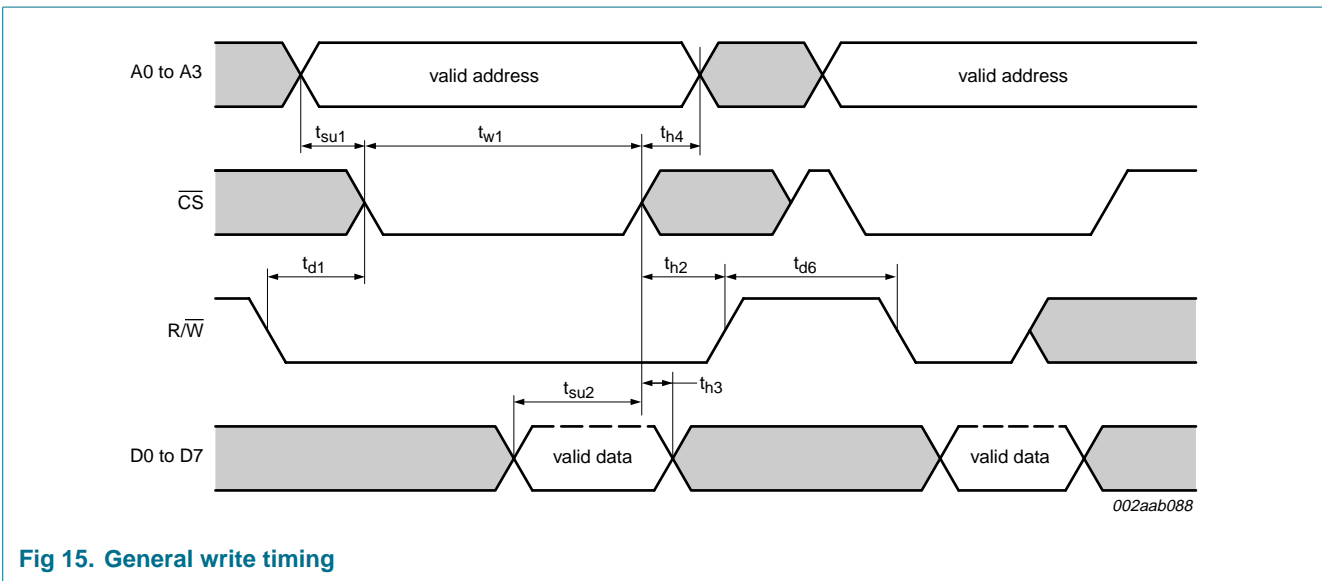 A0 to A3
valid address
valid address
tsu1
tw1
th4
CS
td1
th2
td6
R/W
tsu2
th3
D0 to D7
valid data
valid data
002aab088
Fig 15. General write timing